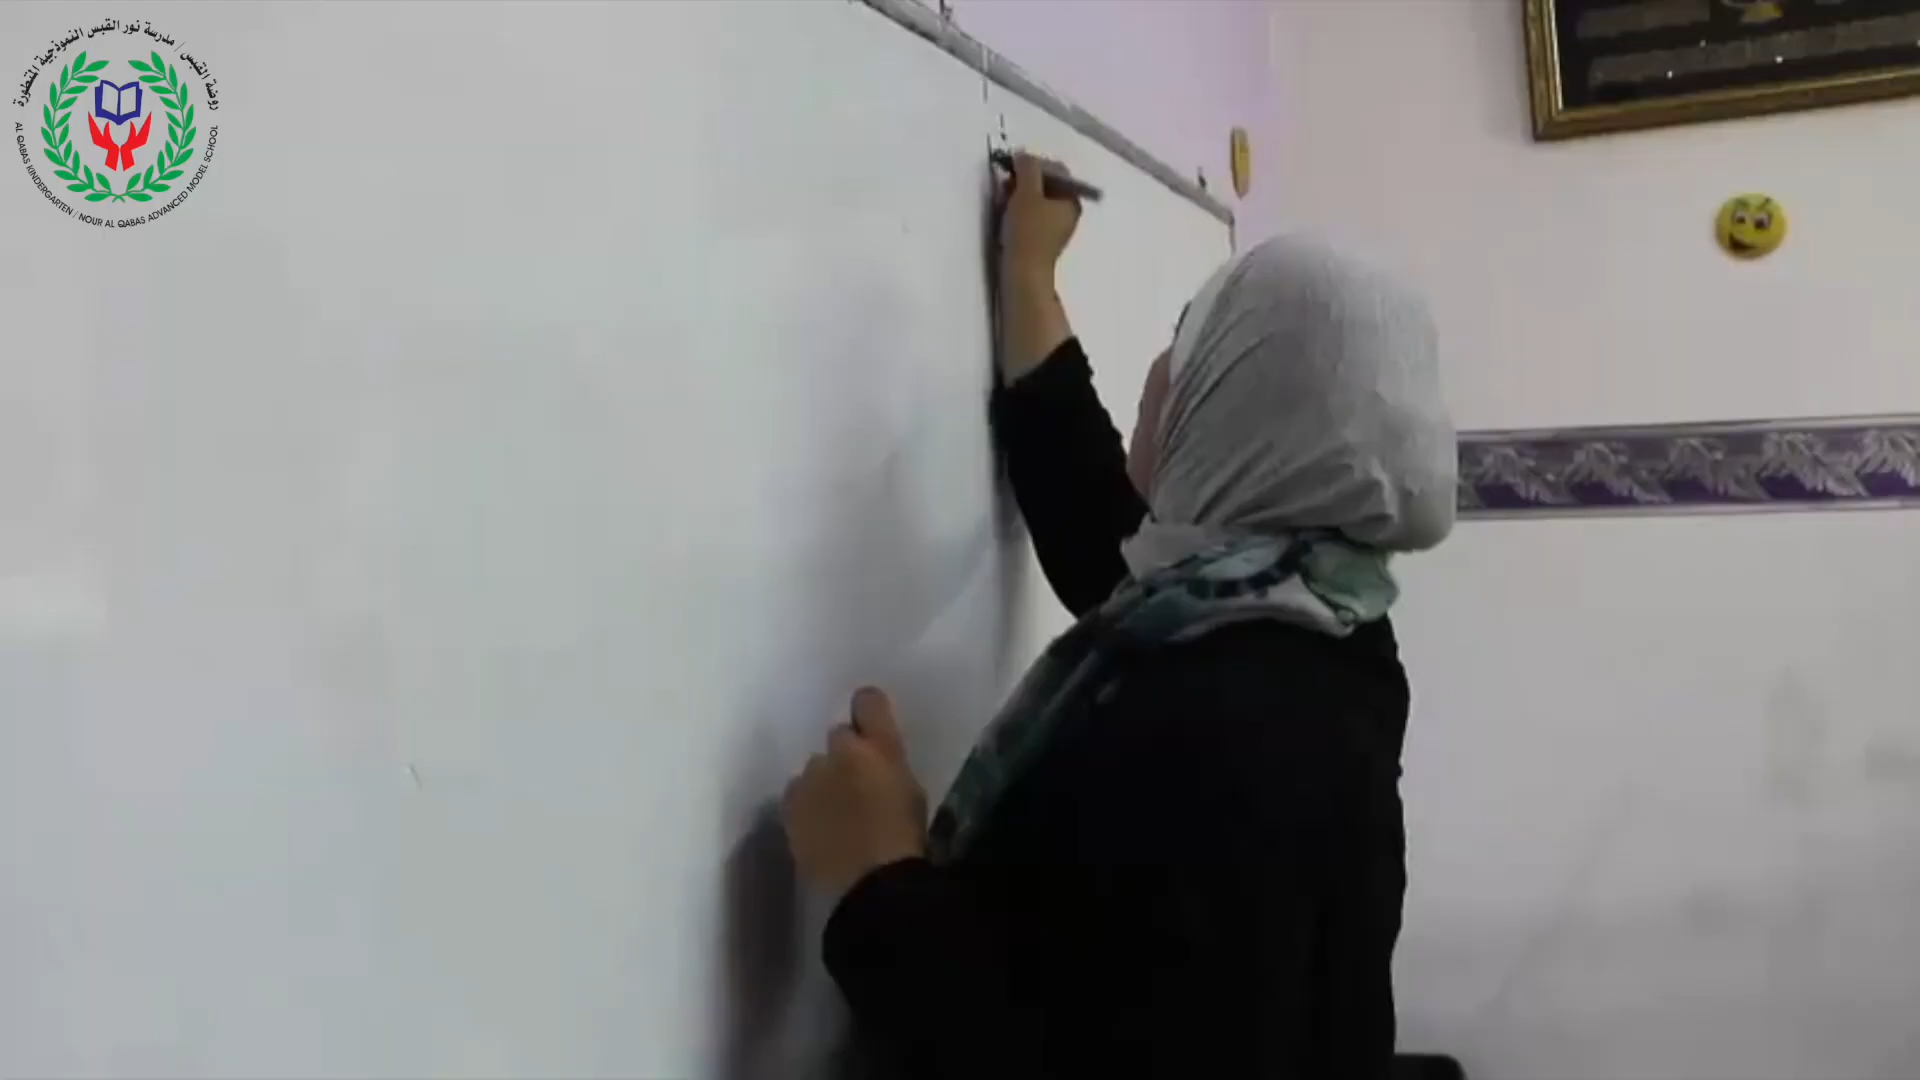 روضة القبس / مدرسة نور القبس النموذجية المتطورة
AL QABAS KINDERGARTEN / NOUR AL QABAS ADVANCED MODEL SCHOOL